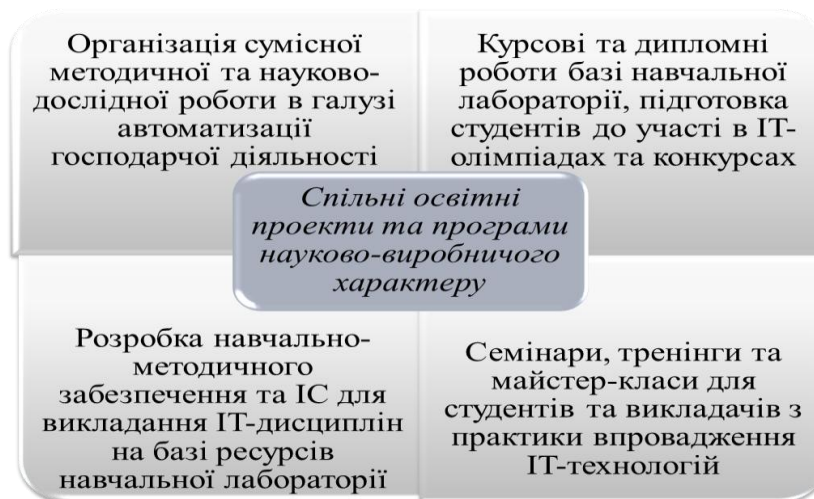 Організація сумісної
методичної та науково-
дослідної роботи в галузі
автоматизації
господарчої діяльності
Курсові та дипломні
роботи базі навчальної
лабораторії, підготовка
студентів до участі в ІТ-
олімпіадах та конкурсах
Спільні освітні
проекти та програми
науково-виробничого
характеру
Розробка навчально-
методичного
забезпечення та ІС для
викладання ІТ-дисциплін
на базі ресурсів
навчальної лабораторії
Семінари, тренінги та
майстер-класи для
студентів та викладачів з
практики впровадження
ІТ-технологій